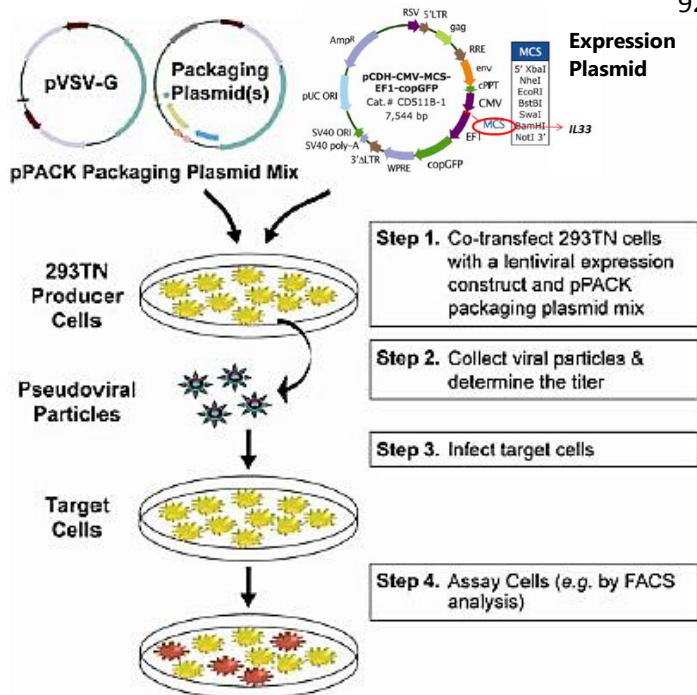 92
pVSV-G
Packaging
Plasmid(s)
pPACK Packaging Plasmid Mix
RSV
5'LTR
gag
RRE
env
cPPT
CMV
MCS
EF1
copGFP
WPRE
3'ΔLTR
SV40 poly-A
SV40 ORI
pUC ORI
AmpR
pCDH-CMV-MCS-
EF1-copGFP
Cat.# CD511B-1
7,544 bp
MCS
5' XbaI
NheI
EcoRI
BstBI
SwaI
BamHI
NotI 3'
IL33
Expression
Plasmid
293TN
Producer
Cells
Pseudoviral
Particles
Target
Cells
Step 1. Co-transfect 293TN cells
with a lentiviral expression
construct and pPACK
packaging plasmid mix
Step 2. Collect viral particles &
determine the titer
Step 3. Infect target cells
Step 4. Assay Cells (e.g. by FACS
analysis)